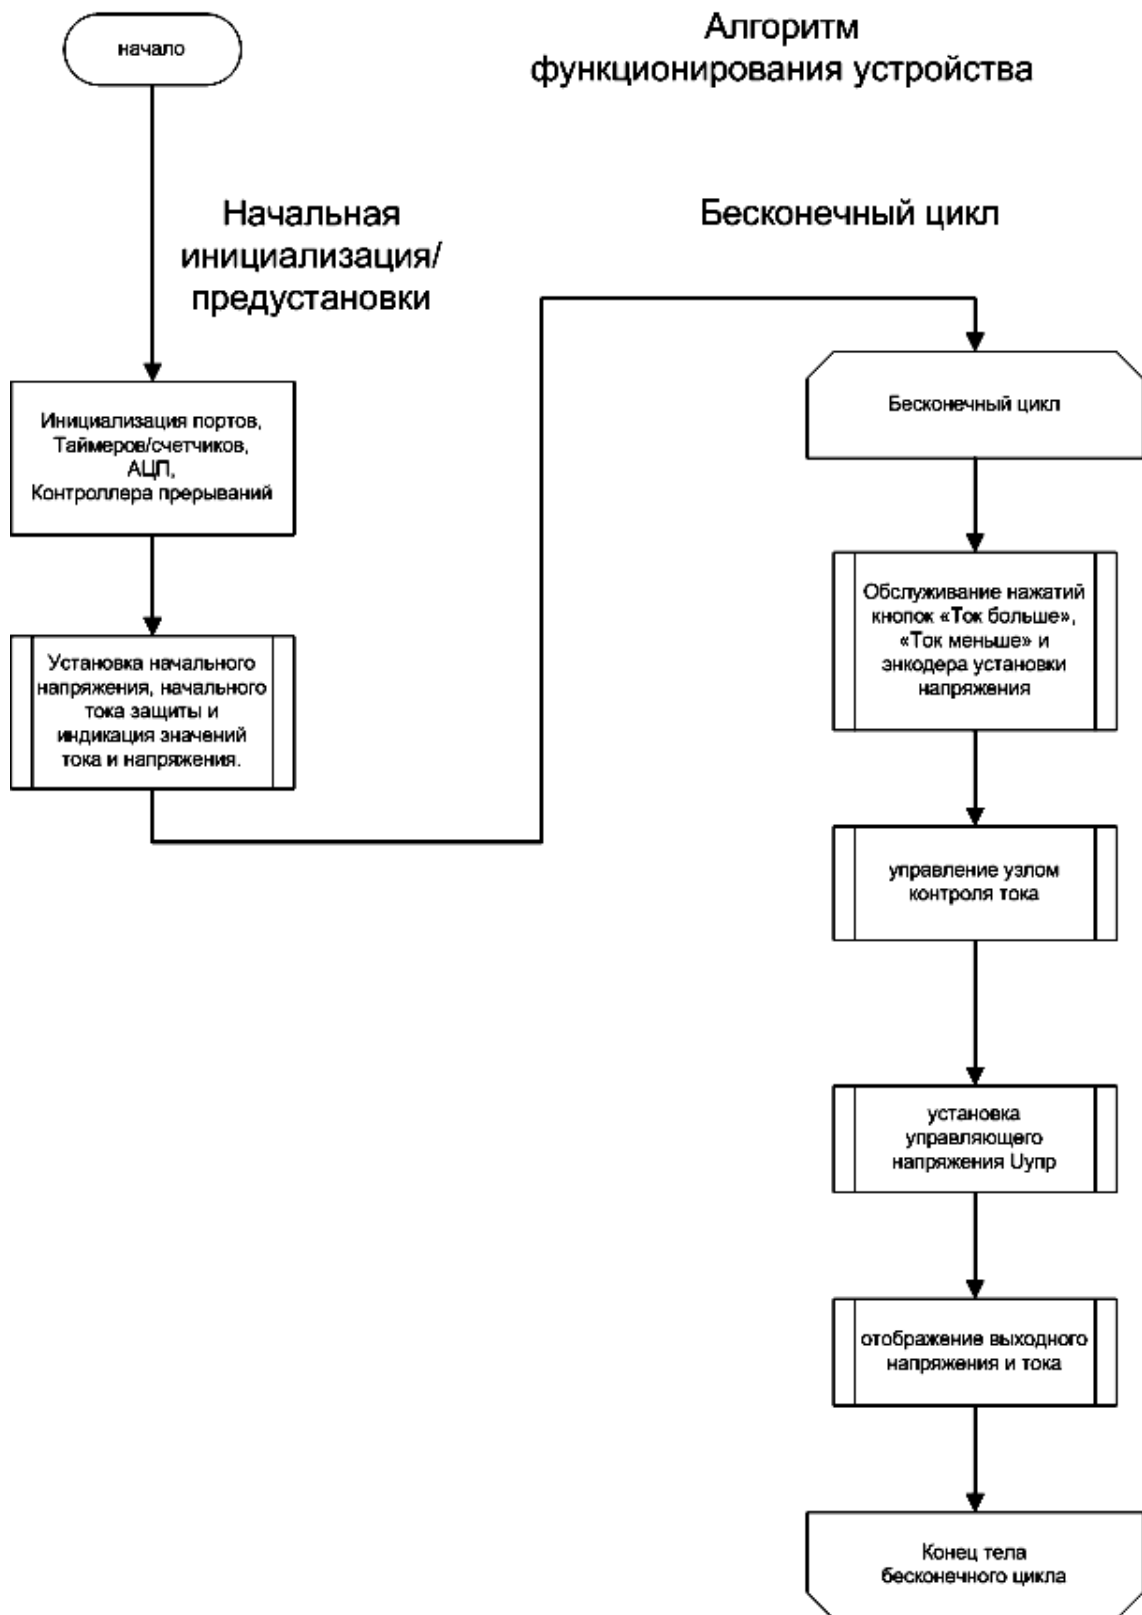 начало
Алгоритм
функционирования устройства
Начальная
инициализация/
предустановки
Инициализация портов,
Таймеров/счетчиков,
АЦП,
Контроллера прерываний
Установка начального
напряжения, начального
тока защиты и
индикация значений
тока и напряжения.
Бесконечный цикл
Бесконечный цикл
Обслуживание нажатий
кнопок «Ток больше»,
«Ток меньше» и
энкодера установки
напряжения
управление узлом
контроля тока
установка
управляющего
напряжения Uупр
отображение выходного
напряжения и тока
Конец тела
бесконечного цикла